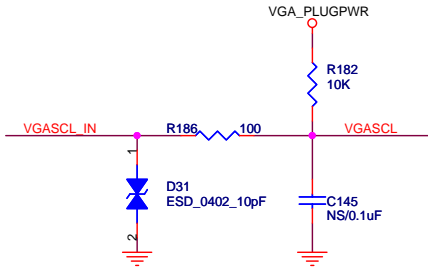 VGA_PLUGPWR
R182
10K
VGASCL_IN
R186
100
VGASCL
1
D31
ESD_0402_10pF
2
C145
NS/0.1uF